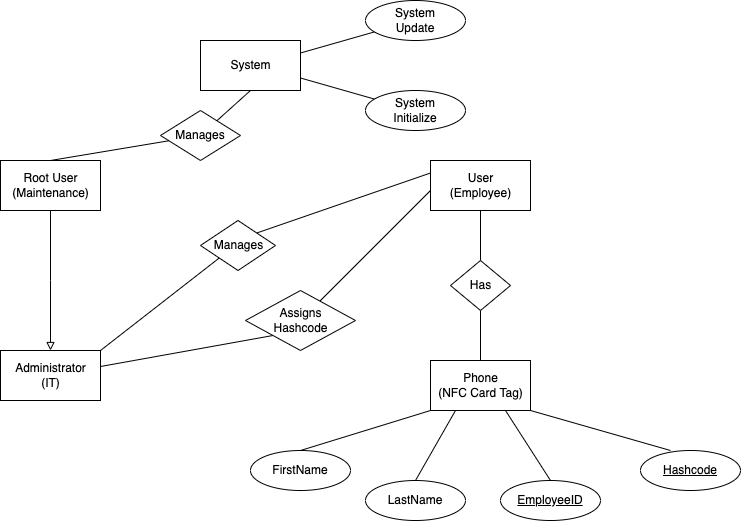 System
Update
System
System
Initialize
Manages
Root User
(Maintenance)
User
(Employee)
Manages
Has
Assigns
Hashcode
Administrator
(IT)
Phone
(NFC Card Tag)
FirstName
LastName
EmployeeID
Hashcode